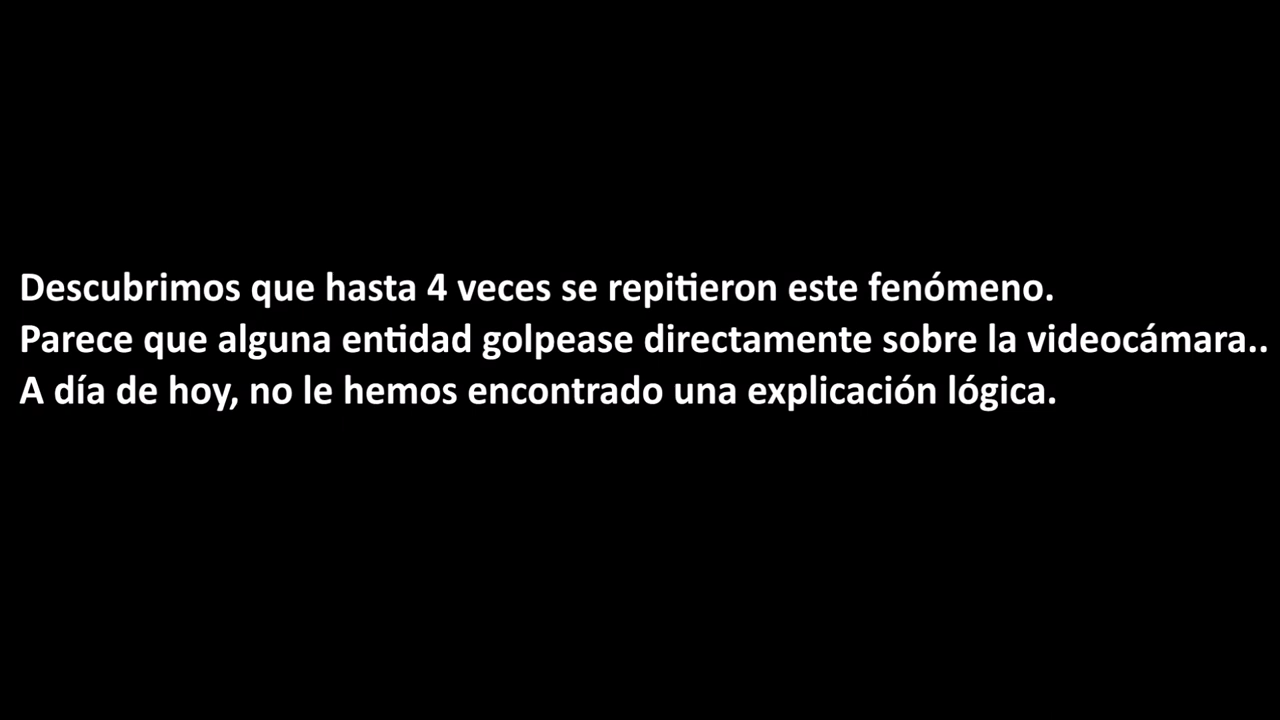 Descubrimos que hasta 4 veces se repitieron este fenómeno.
Parece que alguna entidad golpease directamente sobre la videocámara..
A día de hoy, no le hemos encontrado una explicación lógica.